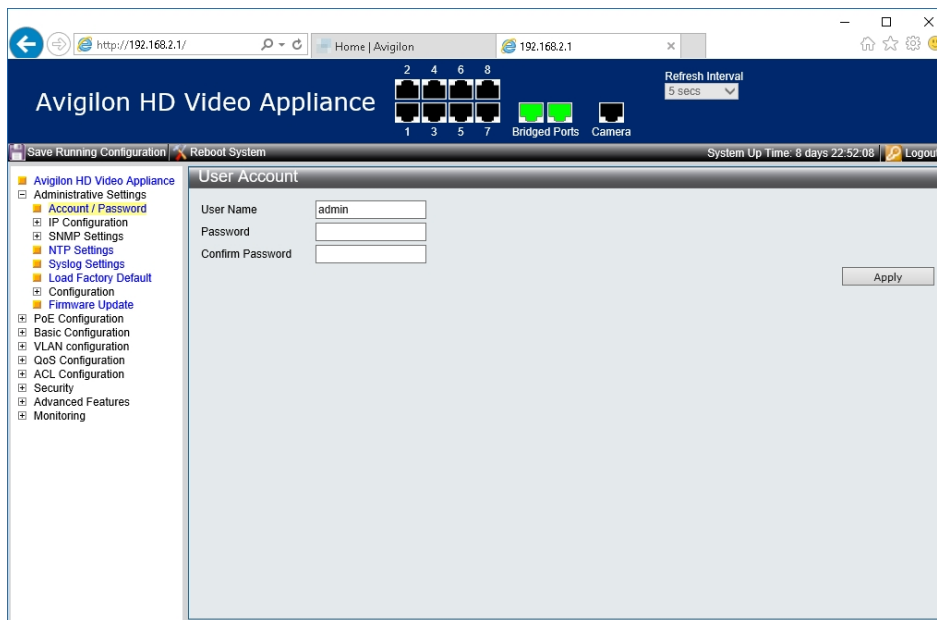 http://192.168.2.1/
Home | Avigilon
192.168.2.1
Avigilon HD Video Appliance
2 4 6 8
1 3 5 7
Bridged Ports
Camera
Refresh Interval
5 secs
Save Running Configuration
Reboot System
System Up Time: 8 days 22:52:08
Logout
Avigilon HD Video Appliance
Administrative Settings
Account / Password
IP Configuration
SNMP Settings
NTP Settings
Syslog Settings
Load Factory Default
Configuration
Firmware Update
PoE Configuration
Basic Configuration
VLAN configuration
QoS Configuration
ACL Configuration
Security
Advanced Features
Monitoring
User Account
User Name admin
Password
Confirm Password
Apply